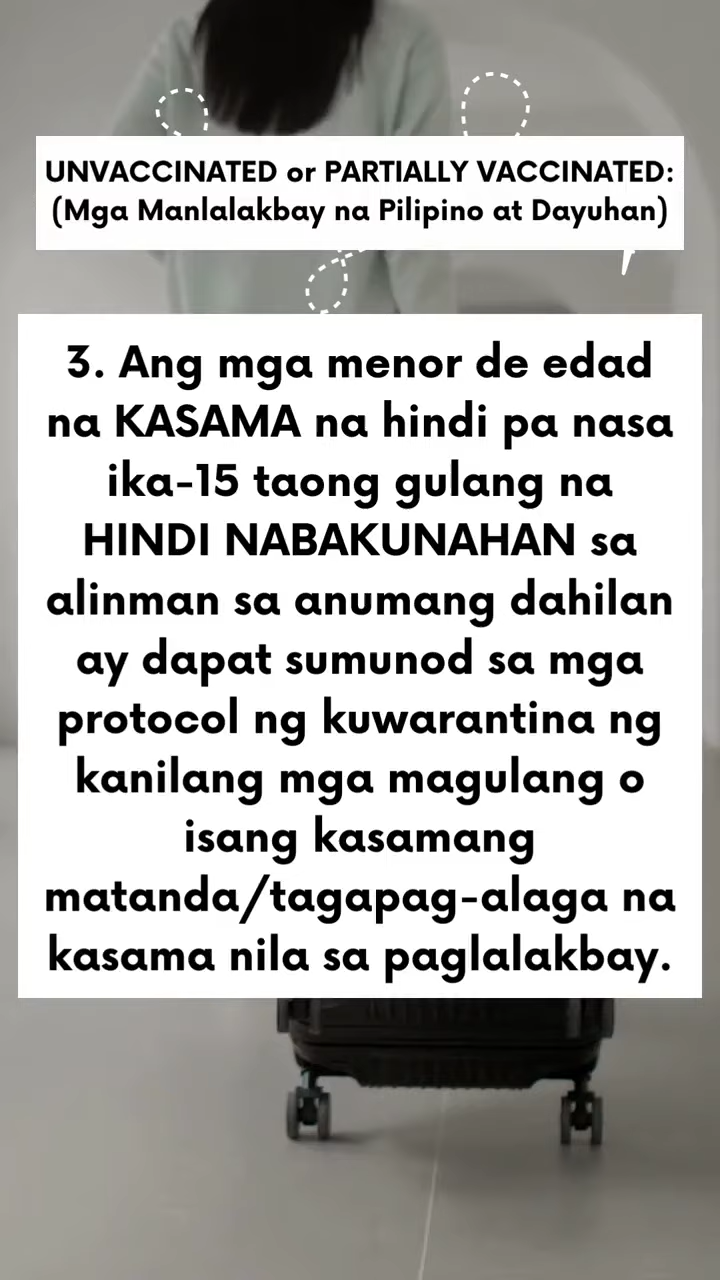 UNVACCINATED or PARTIALLY VACCINATED:
(Mga Manlalakbay na Pilipino at Dayuhan)
3. Ang mga menor de edad
na KASAMA na hindi pa nasa
ika-15 taong gulang na
HINDI NABAKUNAHAN sa
alinman sa anumang dahilan
ay dapat sumunod sa mga
protocol ng kuwarantina ng
kanilang mga magulang o
isang kasamang
matanda/tagapag-alaga na
kasama nila sa paglalakbay.